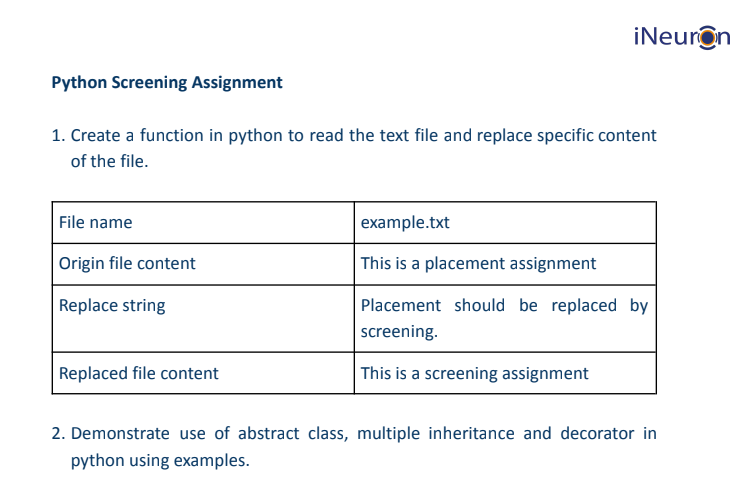 iNeuron
Python Screening Assignment
1. Create a function in python to read the text file and replace specific content
of the file.
File name
example.txt
Origin file content
This is a placement assignment
Replace string
Placement should be replaced by
screening.
Replaced file content
This is a screening assignment
2. Demonstrate use of abstract class, multiple inheritance and decorator in
python using examples.